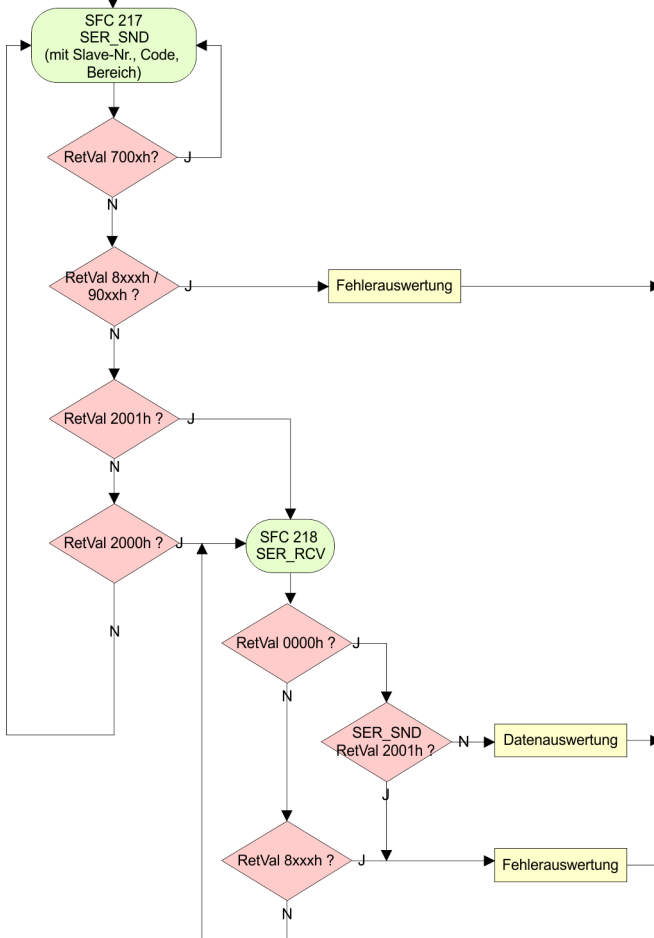 SFC 217
SER_SND
(mit Slave-Nr., Code,
Bereich)
RetVal 700xh?
J
N
RetVal 8xxxh /
90xxh ?
J
Fehlerauswertung
N
RetVal 2001h ?
J
N
RetVal 2000h ?
J
SFC 218
SER_RCV
N
RetVal 0000h ?
J
N
SER_SND
RetVal 2001h ?
N
Datenauswertung
J
RetVal 8xxxh ?
J
Fehlerauswertung
N